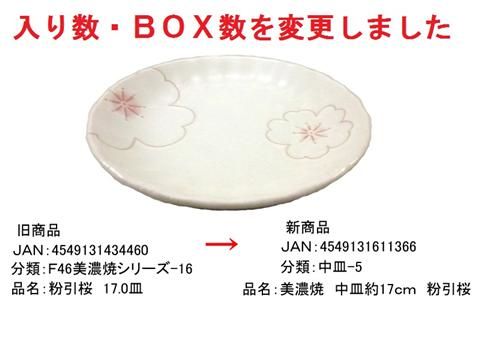 入り数・ＢＯＸ数を変更しました
旧商品
ＪＡＮ：4549131434460
分類：F46美濃焼シリーズ-16
品名：粉引桜　17.0皿
→
新商品
ＪＡＮ：4549131611366
分類：中皿-5
品名：美濃焼　中皿約17cm　粉引桜